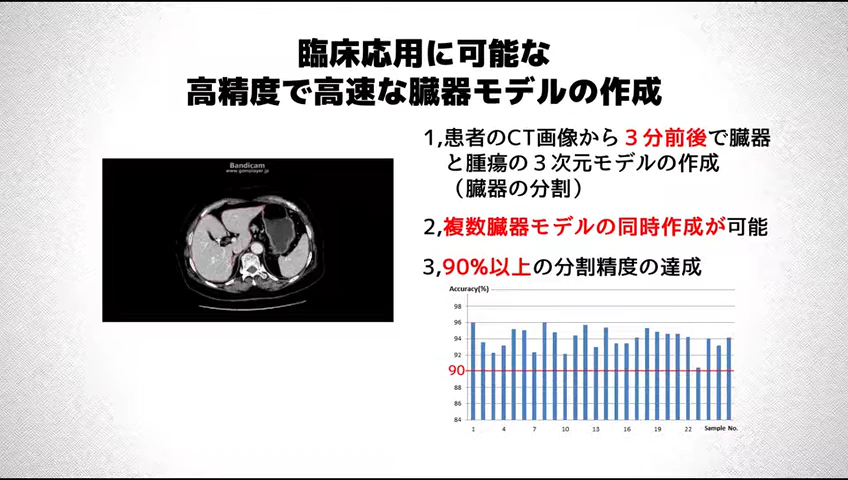 臨床応用に可能な
高精度で高速な臓器モデルの作成
1,患者のCT画像から３分前後で臓器
と腫瘍の３次元モデルの作成
（臓器の分割）
2,複数臓器モデルの同時作成が可能
3,90%以上の分割精度の達成
Bandicam
www.gomplayer.jp
Accuracy(%)
98
96
94
92
90
88
86
84
1 4 7 10 13 16 19 22 Sample No.